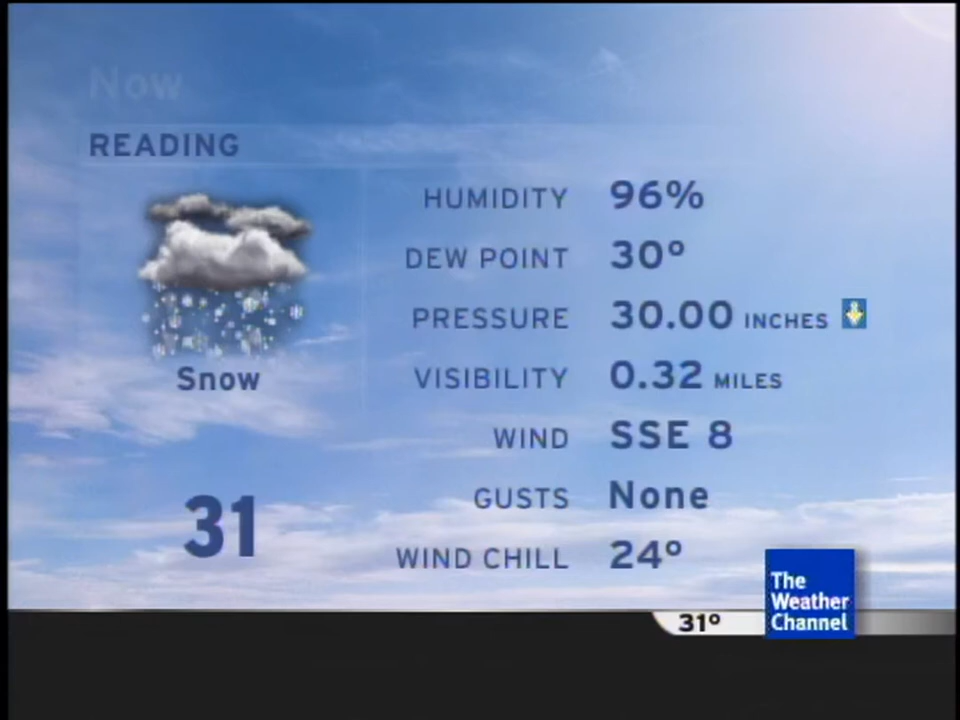 Now
READING
HUMIDITY 96%
DEW POINT 30°
PRESSURE 30.00 INCHES
VISIBILITY 0.32 MILES
Snow
WIND SSE 8
GUSTS None
31
WIND CHILL 24°
31°
The
Weather
Channel